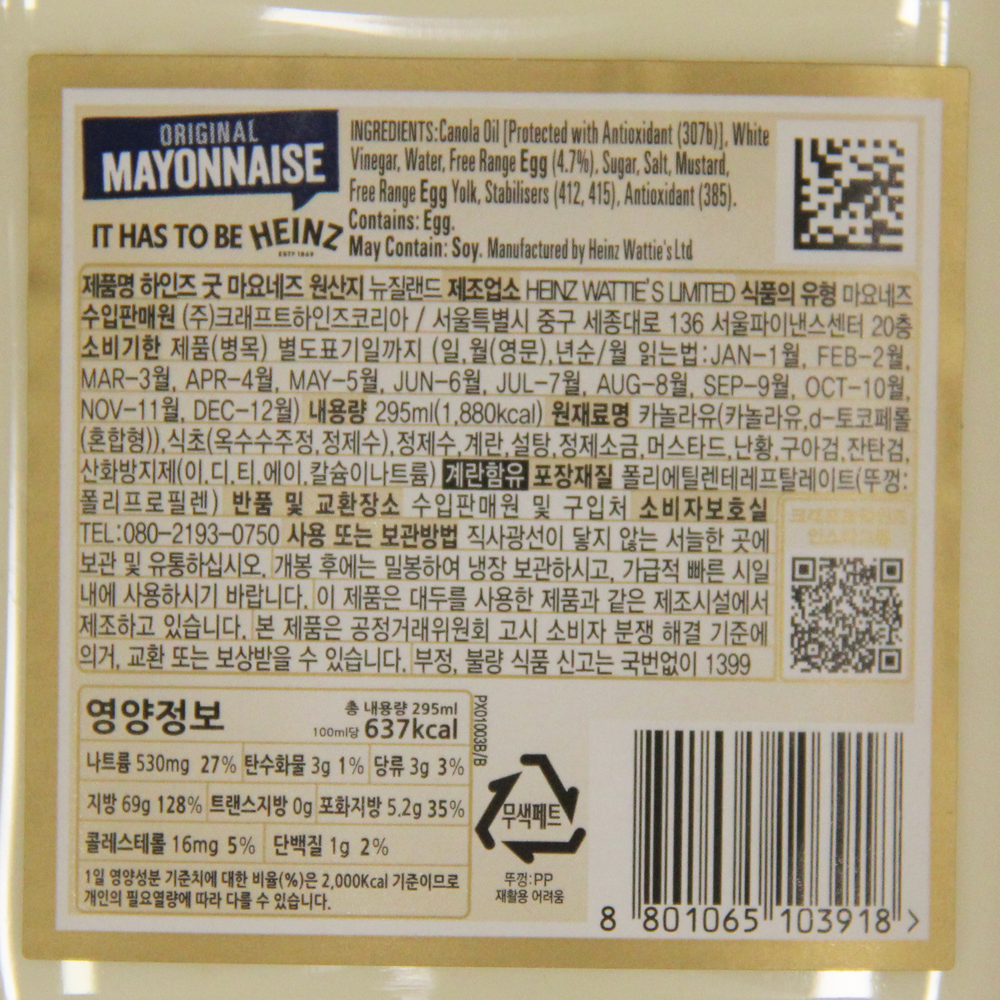 ORIGINAL
MAYONNAISE
IT HAS TO BE HEINZ
ESTD 1869
INGREDIENTS:Canola Oil [Protected with Antioxidant (307b)], White
Vinegar, Water, Free Range Egg (4.7%), Sugar, Salt, Mustard,
Free Range Egg Yolk, Stabilisers (412, 415), Antioxidant (385).
Contains: Egg.
May Contain: Soy. Manufactured by Heinz Wattie's Ltd
제품명 하인즈 굿 마요네즈 원산지 뉴질랜드 제조업소 HEINZ WATTIE'S LIMITED 식품의 유형 마요네즈
수입판매원 (주)크래프트하인즈코리아 / 서울특별시 중구 세종대로 136 서울파이낸스센터 20층
소비기한 제품(병목) 별도표기일까지 (일,월(영문),년순/월 읽는법:JAN-1월, FEB-2월,
MAR-3월, APR-4월, MAY-5월, JUN-6월, JUL-7월, AUG-8월, SEP-9월, OCT-10월,
NOV-11월, DEC-12월) 내용량 295ml(1,880kcal) 원재료명 카놀라유(카놀라유,d-토코페롤
(혼합형)),식초(옥수수주정,정제수),정제수,계란,설탕,정제소금,머스타드,난황,구아검,잔탄검,
산화방지제(이.디.티.에이.칼슘이나트륨) 계란함유 포장재질 폴리에틸렌테레프탈레이트(뚜껑:
폴리프로필렌) 반품 및 교환장소 수입판매원 및 구입처 소비자보호실
TEL:080-2193-0750 사용 또는 보관방법 직사광선이 닿지 않는 서늘한 곳에
보관 및 유통하십시오. 개봉 후에는 밀봉하여 냉장 보관하시고, 가급적 빠른 시일
내에 사용하시기 바랍니다. 이 제품은 대두를 사용한 제품과 같은 제조시설에서
제조하고 있습니다. 본 제품은 공정거래위원회 고시 소비자 분쟁 해결 기준에
의거, 교환 또는 보상받을 수 있습니다. 부정, 불량 식품 신고는 국번없이 1399
크래프트하인즈
인스타그램
영양정보
총 내용량 295ml
100ml당 637kcal
나트륨 530mg 27% 탄수화물 3g 1% 당류 3g 3%
지방 69g 128% 트랜스지방 0g 포화지방 5.2g 35%
콜레스테롤 16mg 5% 단백질 1g 2%
1일 영양성분 기준치에 대한 비율(%)은 2,000Kcal 기준이므로
개인의 필요열량에 따라 다를 수 있습니다.
PX01003B/B
무색페트
뚜껑:PP
재활용 어려움
8 801065 103918 >